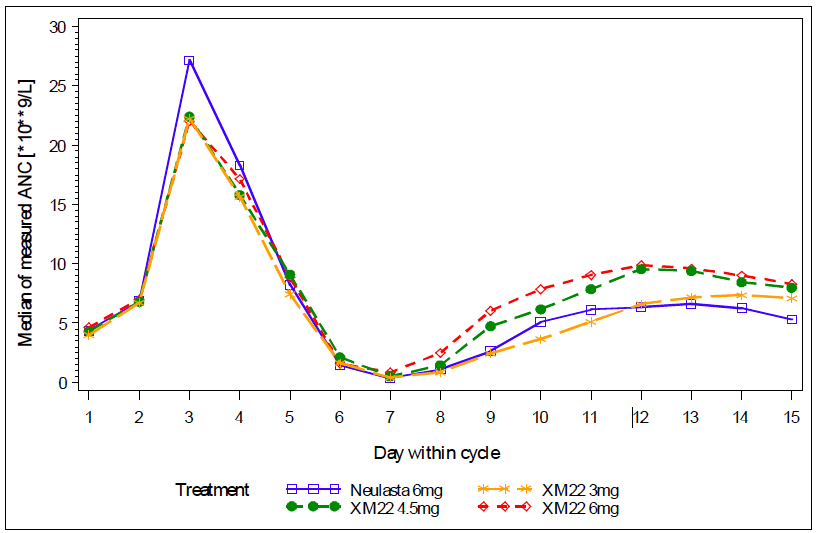 Median of measured ANC [*10**9/L]
30
25
20
15
10
5
0
1 2 3 4 5 6 7 8 9 10 11 12 13 14 15
Day within cycle
Treatment
Neulasta 6mg
XM22 3mg
XM22 4.5mg
XM22 6mg